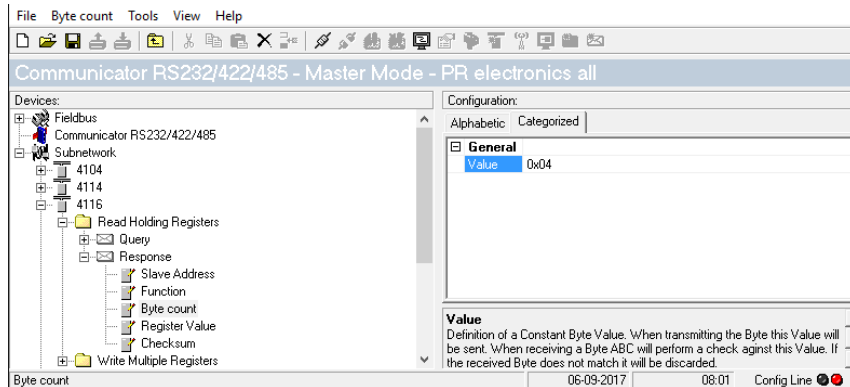 File Byte count Tools View Help
Communicator RS232/422/485 - Master Mode - PR electronics all
Devices:
Fieldbus
Communicator RS232/422/485
Subnetwork
4104
4114
4116
Read Holding Registers
Query
Response
Slave Address
Function
Byte count
Register Value
Checksum
Write Multiple Registers
Configuration:
Alphabetic Categorized
General
Value 0x04
Value
Definition of a Constant Byte Value. When transmitting the Byte this Value will
be sent. When receiving a Byte ABC will perform a check aginst this Value. If
the received Byte does not match it will be discarded.
Byte count 06-09-2017 08:01 Config Line